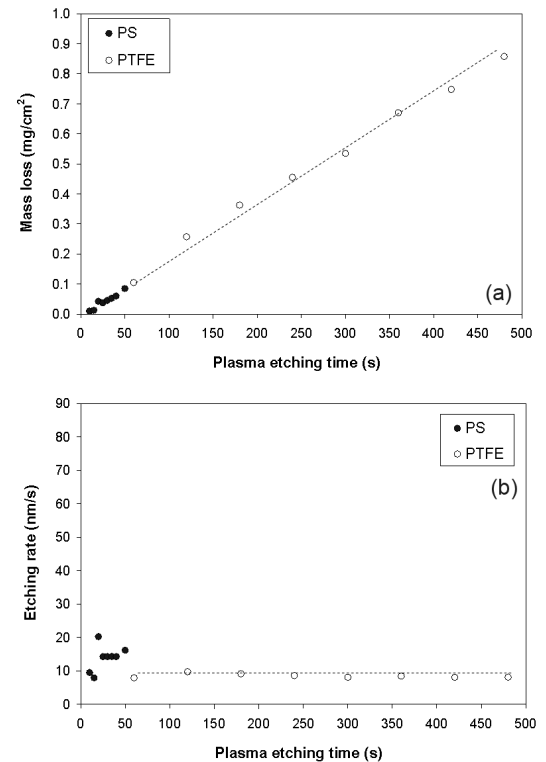 1.0
0.9
0.8
0.7
0.6
0.5
0.4
0.3
0.2
0.1
0.0
Mass loss (mg/cm²)
PS
PTFE
(a)
0 50 100 150 200 250 300 350 400 450 500
Plasma etching time (s)
90
80
70
60
50
40
30
20
10
0
Etching rate (nm/s)
PS
PTFE
(b)
0 50 100 150 200 250 300 350 400 450 500
Plasma etching time (s)